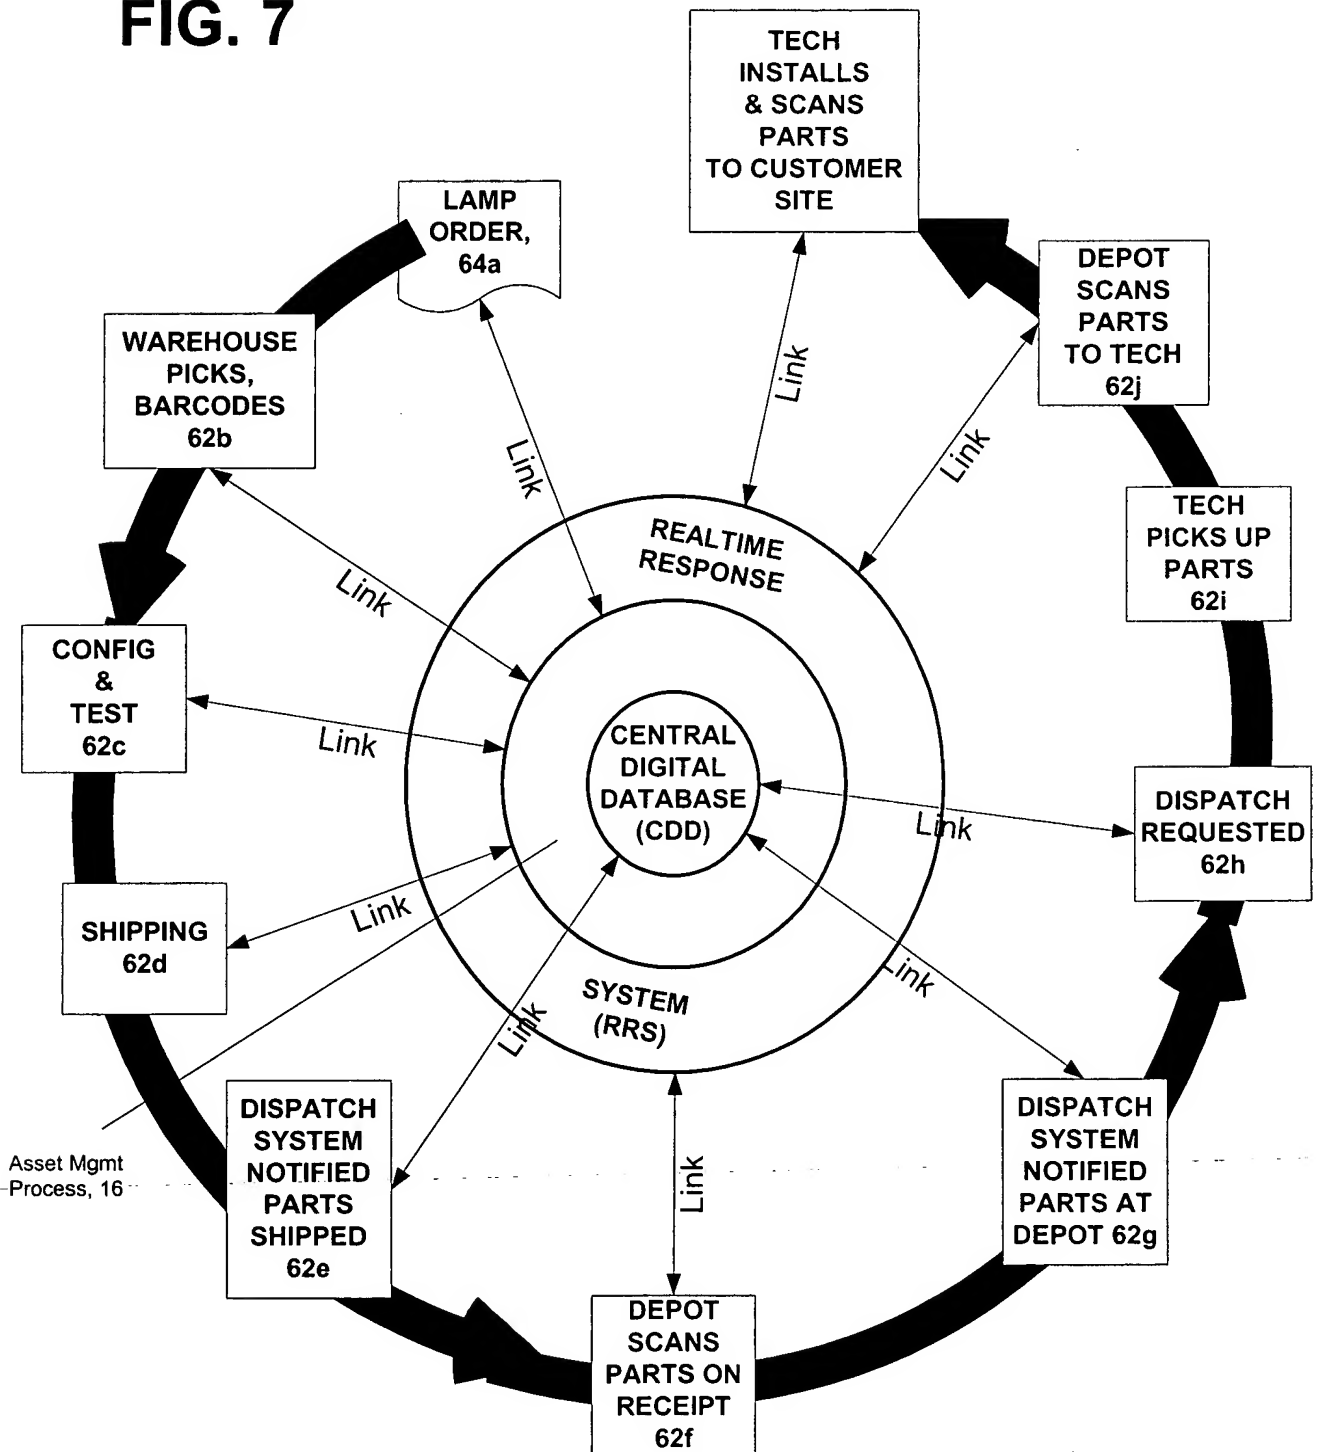 FIG. 7
TECH
INSTALLS
& SCANS
PARTS
TO CUSTOMER
SITE
LAMP
ORDER,
64a
DEPOT
SCANS
PARTS
TO TECH
62j
WAREHOUSE
PICKS,
BARCODES
62b
Link
Link
Link
TECH
PICKS UP
PARTS
62i
REALTIME
RESPONSE
Link
CONFIG
&
TEST
62c
Link
CENTRAL
DIGITAL
DATABASE
(CDD)
Link
DISPATCH
REQUESTED
62h
SHIPPING
62d
Link
Link
SYSTEM
(RRS)
Link
DISPATCH
SYSTEM
NOTIFIED
PARTS
SHIPPED
62e
Asset Mgmt
Process, 16
Link
DISPATCH
SYSTEM
NOTIFIED
PARTS AT
DEPOT 62g
DEPOT
SCANS
PARTS ON
RECEIPT
62f